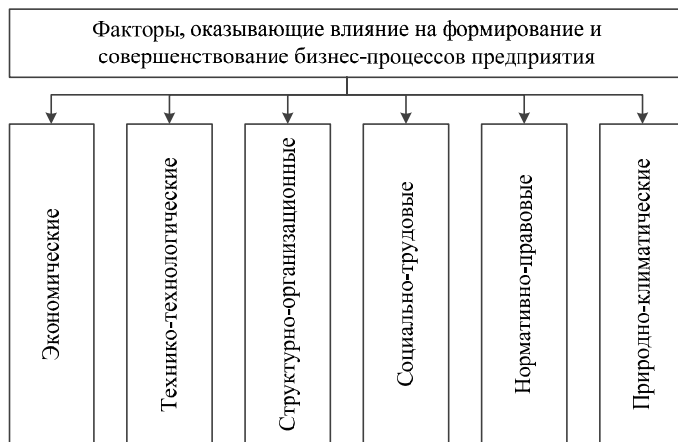 Факторы, оказывающие влияние на формирование и
совершенствование бизнес-процессов предприятия
Экономические
Технико-технологические
Структурно-организационные
Социально-трудовые
Нормативно-правовые
Природно-климатические